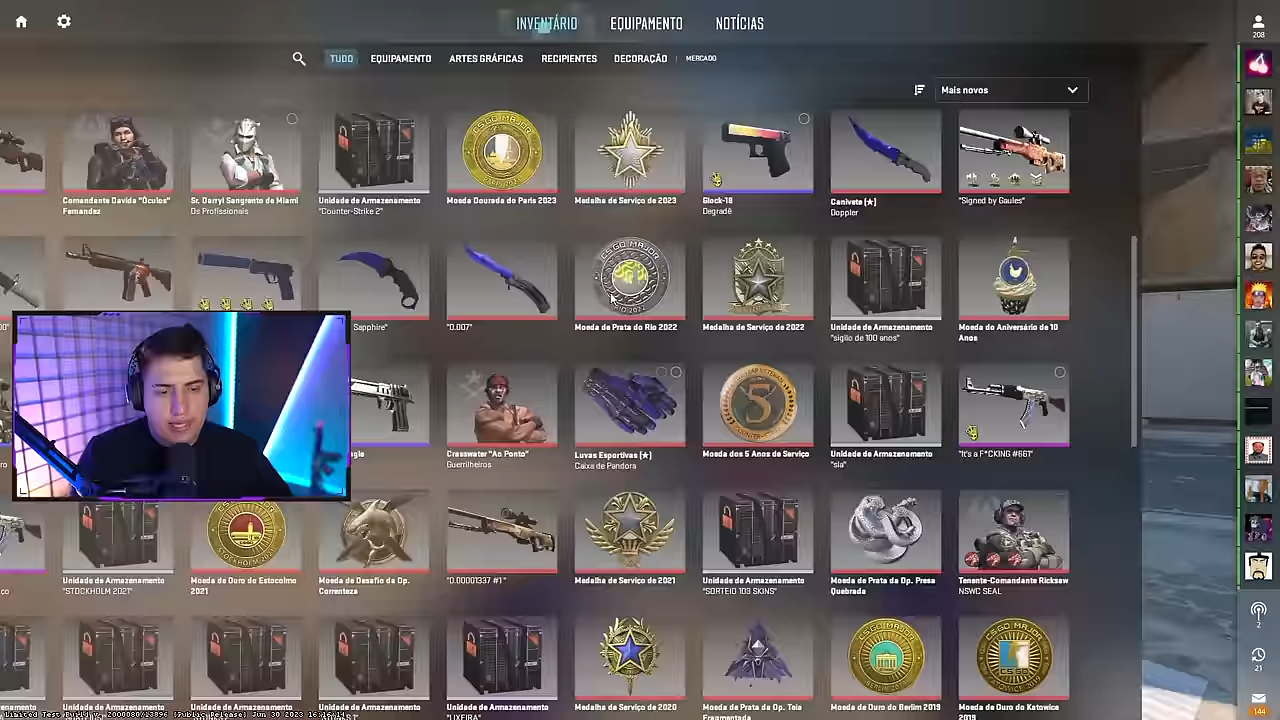 INVENTÁRIO
EQUIPAMENTO
NOTÍCIAS
208
TUDO
EQUIPAMENTO
ARTES GRÁFICAS
RECIPIENTES
DECORAÇÃO
MERCADO
Mais novos
Comandante Davida "Óculos"
Fernandez
Sr. Darryl Sangrento de Miami
Os Profissionais
Unidade de Armazenamento
"Counter-Strike 2"
Moeda Dourada do Paris 2023
Medalha de Serviço de 2023
Glock-18
Degradê
Canivete (★)
Doppler
"Signed by Gaules"
Sapphire"
"0.007"
Moeda de Prata do Rio 2022
Medalha de Serviço de 2022
Unidade de Armazenamento
"sigilo de 100 anos"
Moeda do Aniversário de 10
Anos
Crasswater "Ao Ponto"
Guerrilheiros
Luvas Esportivas (★)
Caixa de Pandora
Moeda dos 5 Anos de Serviço
Unidade de Armazenamento
"sla"
"It's a F*CKING #661"
Unidade de Armazenamento
"STOCKHOLM 2021"
Moeda de Ouro do Estocolmo
2021
Moeda de Desafio da Op.
Correnteza
"0.00001337 #1"
Medalha de Serviço de 2021
Unidade de Armazenamento
"SORTEIO 103 SKINS"
Moeda de Prata da Op. Presa
Quebrada
Tenente-Comandante Ricksaw
NSWC SEAL
2
21
144
Unidade de Armazenamento
Unidade de Armazenamento
Unidade de Armazenamento
Unidade de Armazenamento
"LIXEIRA"
Medalha de Serviço de 2020
Moeda de Prata da Op. Teia
Fragmentada
Moeda de Ouro do Berlim 2019
Moeda de Ouro do Katowice
2019